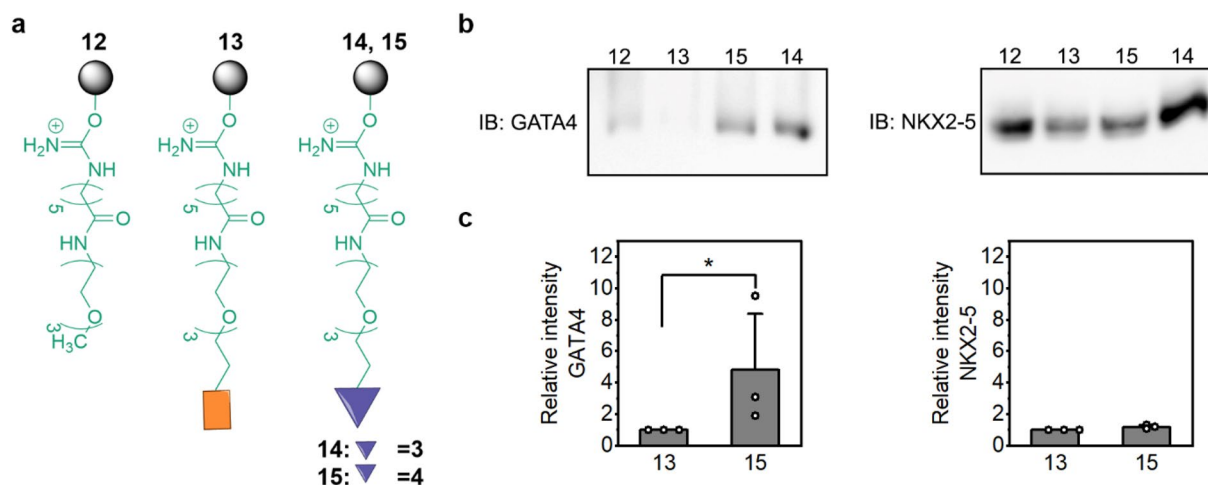 a
12
13
14, 15
O
O
O
H₂N
NH
H₂N
NH
H₂N
NH
5
O
5
O
5
O
HN
HN
HN
O
O
O
3
H₃C
3
3
14: =3
15: =4
b
12 13 15 14
IB: GATA4
12 13 15 14
IB: NKX2-5
c
Relative intensity
GATA4
12
10
8
6
4
2
0
*
13 15
Relative intensity
NKX2-5
12
10
8
6
4
2
0
13 15